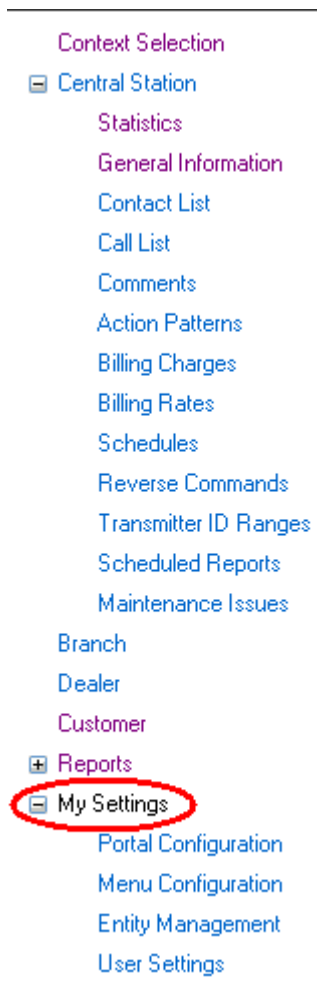 Context Selection
Central Station
Statistics
General Information
Contact List
Call List
Comments
Action Patterns
Billing Charges
Billing Rates
Schedules
Reverse Commands
Transmitter ID Ranges
Scheduled Reports
Maintenance Issues
Branch
Dealer
Customer
Reports
My Settings
Portal Configuration
Menu Configuration
Entity Management
User Settings